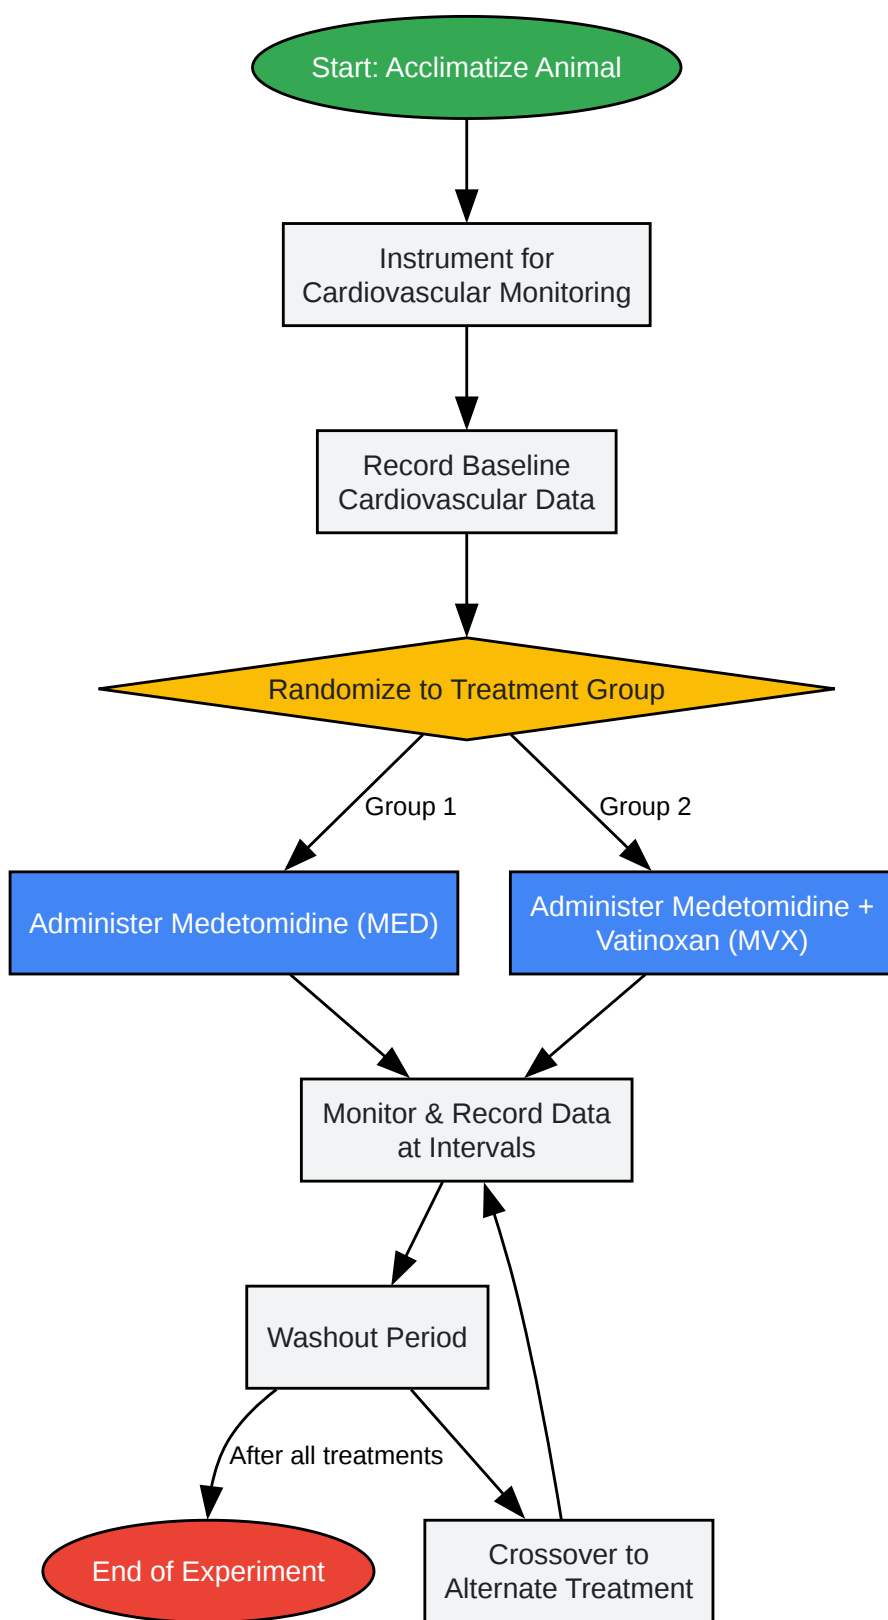 Start: Acclimatize Animal
Instrument for
Cardiovascular Monitoring
Record Baseline
Cardiovascular Data
Randomize to Treatment Group
Group 1
Group 2
Administer Medetomidine (MED)
Administer Medetomidine +
Vatinoxan (MVX)
Monitor & Record Data
at Intervals
Washout Period
After all treatments
End of Experiment
Crossover to
Alternate Treatment